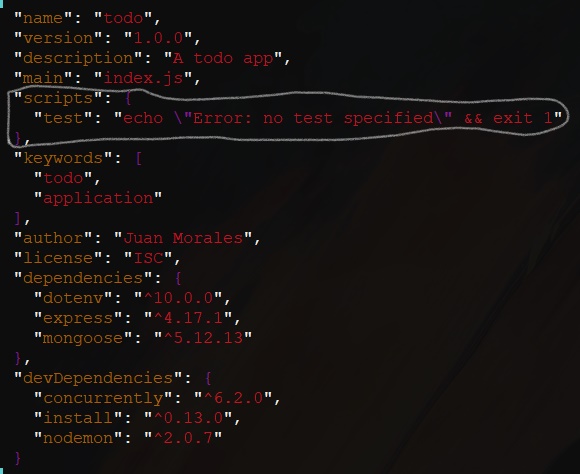 "name": "todo",
"version": "1.0.0",
"description": "A todo app",
"main": "index.js",
"scripts": {
"test": "echo \"Error: no test specified\" && exit 1"
},
"keywords": [
"todo",
"application"
],
"author": "Juan Morales",
"license": "ISC",
"dependencies": {
"dotenv": "^10.0.0",
"express": "^4.17.1",
"mongoose": "^5.12.13"
},
"devDependencies": {
"concurrently": "^6.2.0",
"install": "^0.13.0",
"nodemon": "^2.0.7"
}